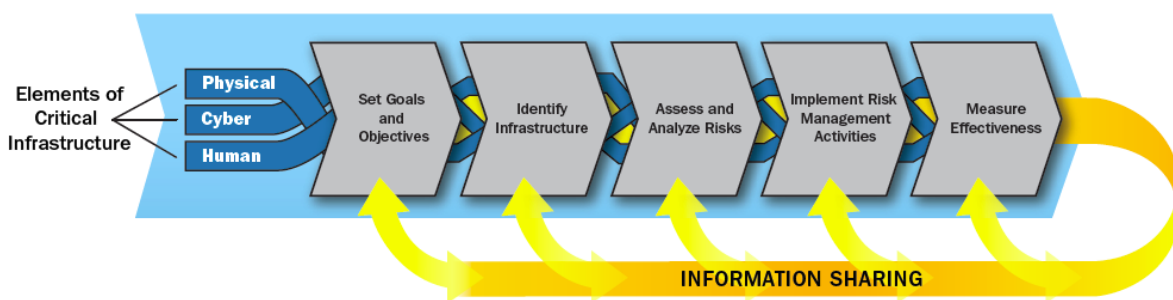 Elements of
Critical
Infrastructure
Physical
Cyber
Human
Set Goals
and
Objectives
Identify
Infrastructure
Assess and
Analyze Risks
Implement Risk
Management
Activities
Measure
Effectiveness
INFORMATION SHARING